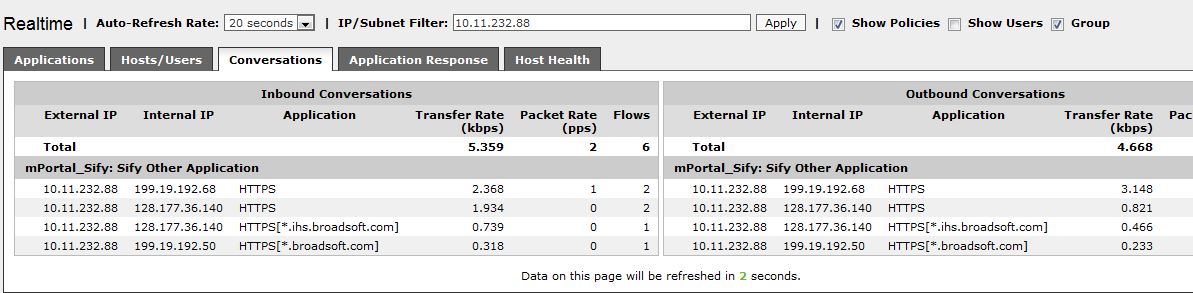 Realtime | Auto-Refresh Rate: 20 seconds | IP/Subnet Filter: 10.11.232.88 Apply | Show Policies Show Users Group
Applications Hosts/Users Conversations Application Response Host Health
Inbound Conversations
External IP Internal IP Application Transfer Rate (kbps) Packet Rate (pps) Flows
Total 5.359 2 6
mPortal_Sify: Sify Other Application
10.11.232.88 199.19.192.68 HTTPS 2.368 1 2
10.11.232.88 128.177.36.140 HTTPS 1.934 0 2
10.11.232.88 128.177.36.140 HTTPS[*.ihs.broadsoft.com] 0.739 0 1
10.11.232.88 199.19.192.50 HTTPS[*.broadsoft.com] 0.318 0 1
Outbound Conversations
External IP Internal IP Application Transfer Rate (kbps) Pac
Total 4.668
mPortal_Sify: Sify Other Application
10.11.232.88 199.19.192.68 HTTPS 3.148
10.11.232.88 128.177.36.140 HTTPS 0.821
10.11.232.88 128.177.36.140 HTTPS[*.ihs.broadsoft.com] 0.466
10.11.232.88 199.19.192.50 HTTPS[*.broadsoft.com] 0.233
Data on this page will be refreshed in 2 seconds.